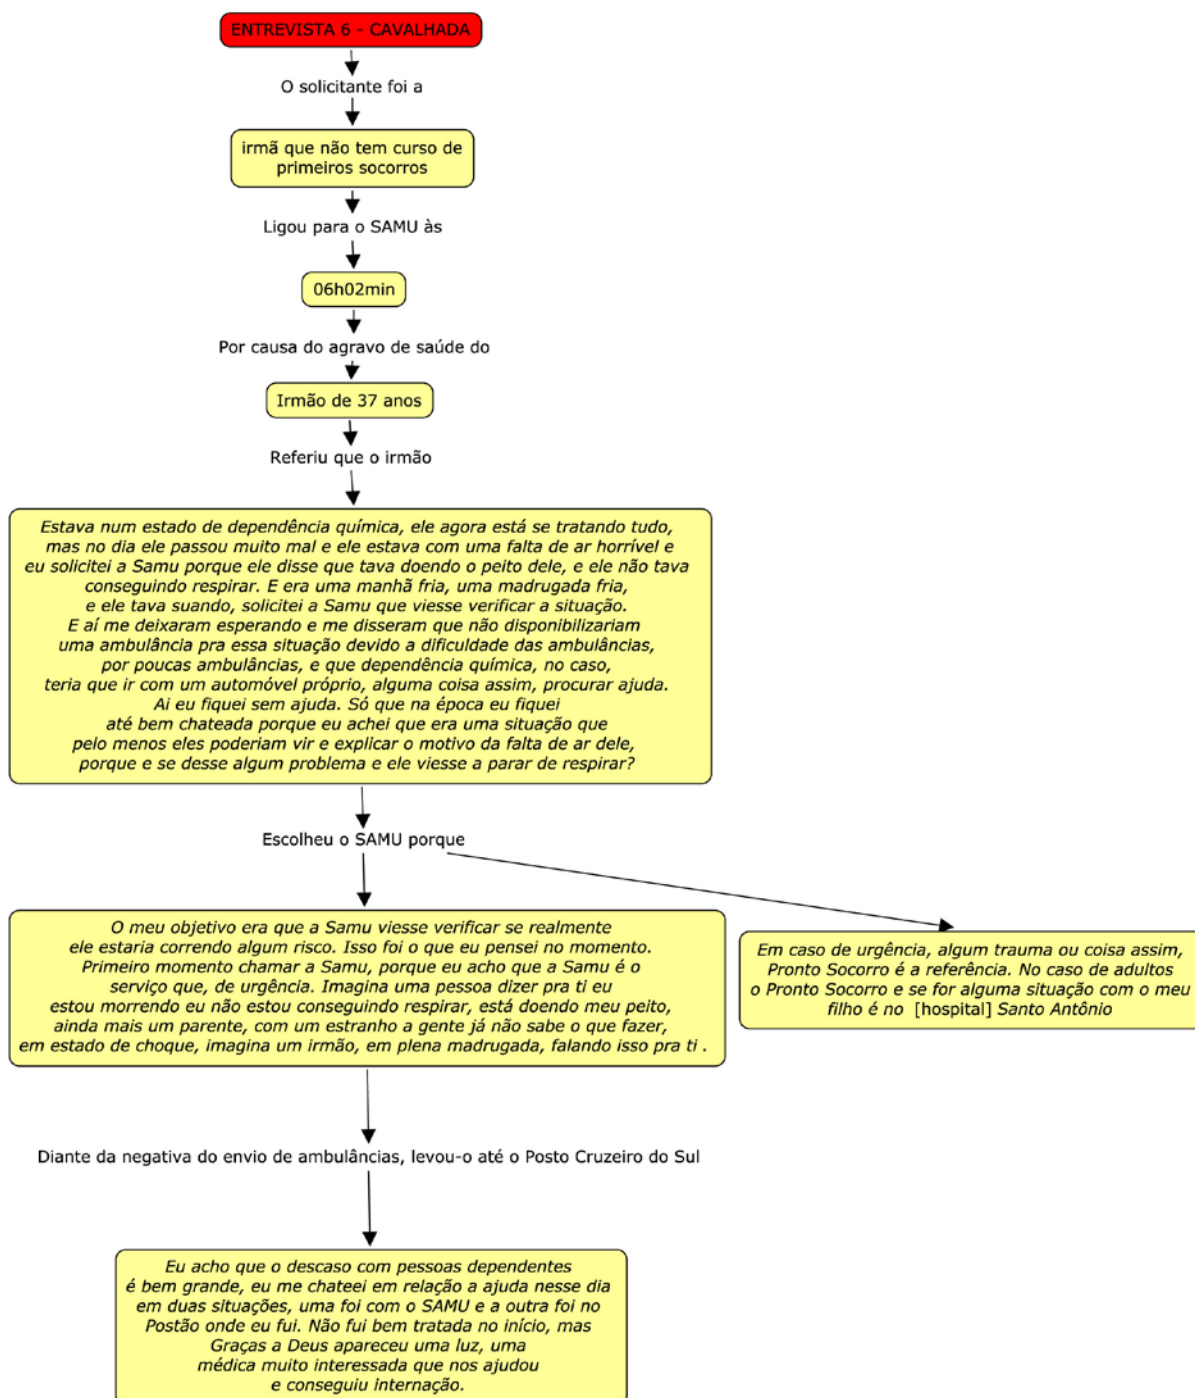 ENTREVISTA 6 - CAVALHADA
O solicitante foi a
irmã que não tem curso de
primeiros socorros
Ligou para o SAMU às
06h02min
Por causa do agravo de saúde do
Irmão de 37 anos
Referiu que o irmão
Estava num estado de dependência química, ele agora está se tratando tudo,
mas no dia ele passou muito mal e ele estava com uma falta de ar horrível e
eu solicitei a Samu porque ele disse que tava doendo o peito dele, e ele não tava
conseguindo respirar. E era uma manhã fria, uma madrugada fria,
e ele tava suando, solicitei a Samu que viesse verificar a situação.
E aí me deixaram esperando e me disseram que não disponibilizariam
uma ambulância pra essa situação devido a dificuldade das ambulâncias,
por poucas ambulâncias, e que dependência química, no caso,
teria que ir com um automóvel próprio, alguma coisa assim, procurar ajuda.
Ai eu fiquei sem ajuda. Só que na época eu fiquei
até bem chateada porque eu achei que era uma situação que
pelo menos eles poderiam vir e explicar o motivo da falta de ar dele,
porque e se desse algum problema e ele viesse a parar de respirar?
Escolheu o SAMU porque
O meu objetivo era que a Samu viesse verificar se realmente
ele estaria correndo algum risco. Isso foi o que eu pensei no momento.
Primeiro momento chamar a Samu, porque eu acho que a Samu é o
serviço que, de urgência. Imagina uma pessoa dizer pra ti eu
estou morrendo eu não estou conseguindo respirar, está doendo meu peito,
ainda mais um parente, com um estranho a gente já não sabe o que fazer,
em estado de choque, imagina um irmão, em plena madrugada, falando isso pra ti .
Em caso de urgência, algum trauma ou coisa assim,
Pronto Socorro é a referência. No caso de adultos
o Pronto Socorro e se for alguma situação com o meu
filho é no [hospital] Santo Antônio
Diante da negativa do envio de ambulâncias, levou-o até o Posto Cruzeiro do Sul
Eu acho que o descaso com pessoas dependentes
é bem grande, eu me chateei em relação a ajuda nesse dia
em duas situações, uma foi com o SAMU e a outra foi no
Postão onde eu fui. Não fui bem tratada no início, mas
Graças a Deus apareceu uma luz, uma
médica muito interessada que nos ajudou
e conseguiu internação.